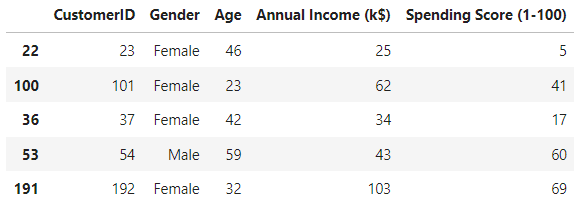 CustomerID Gender Age Annual Income (k$) Spending Score (1-100)
22 23 Female 46 25 5
100 101 Female 23 62 41
36 37 Female 42 34 17
53 54 Male 59 43 60
191 192 Female 32 103 69